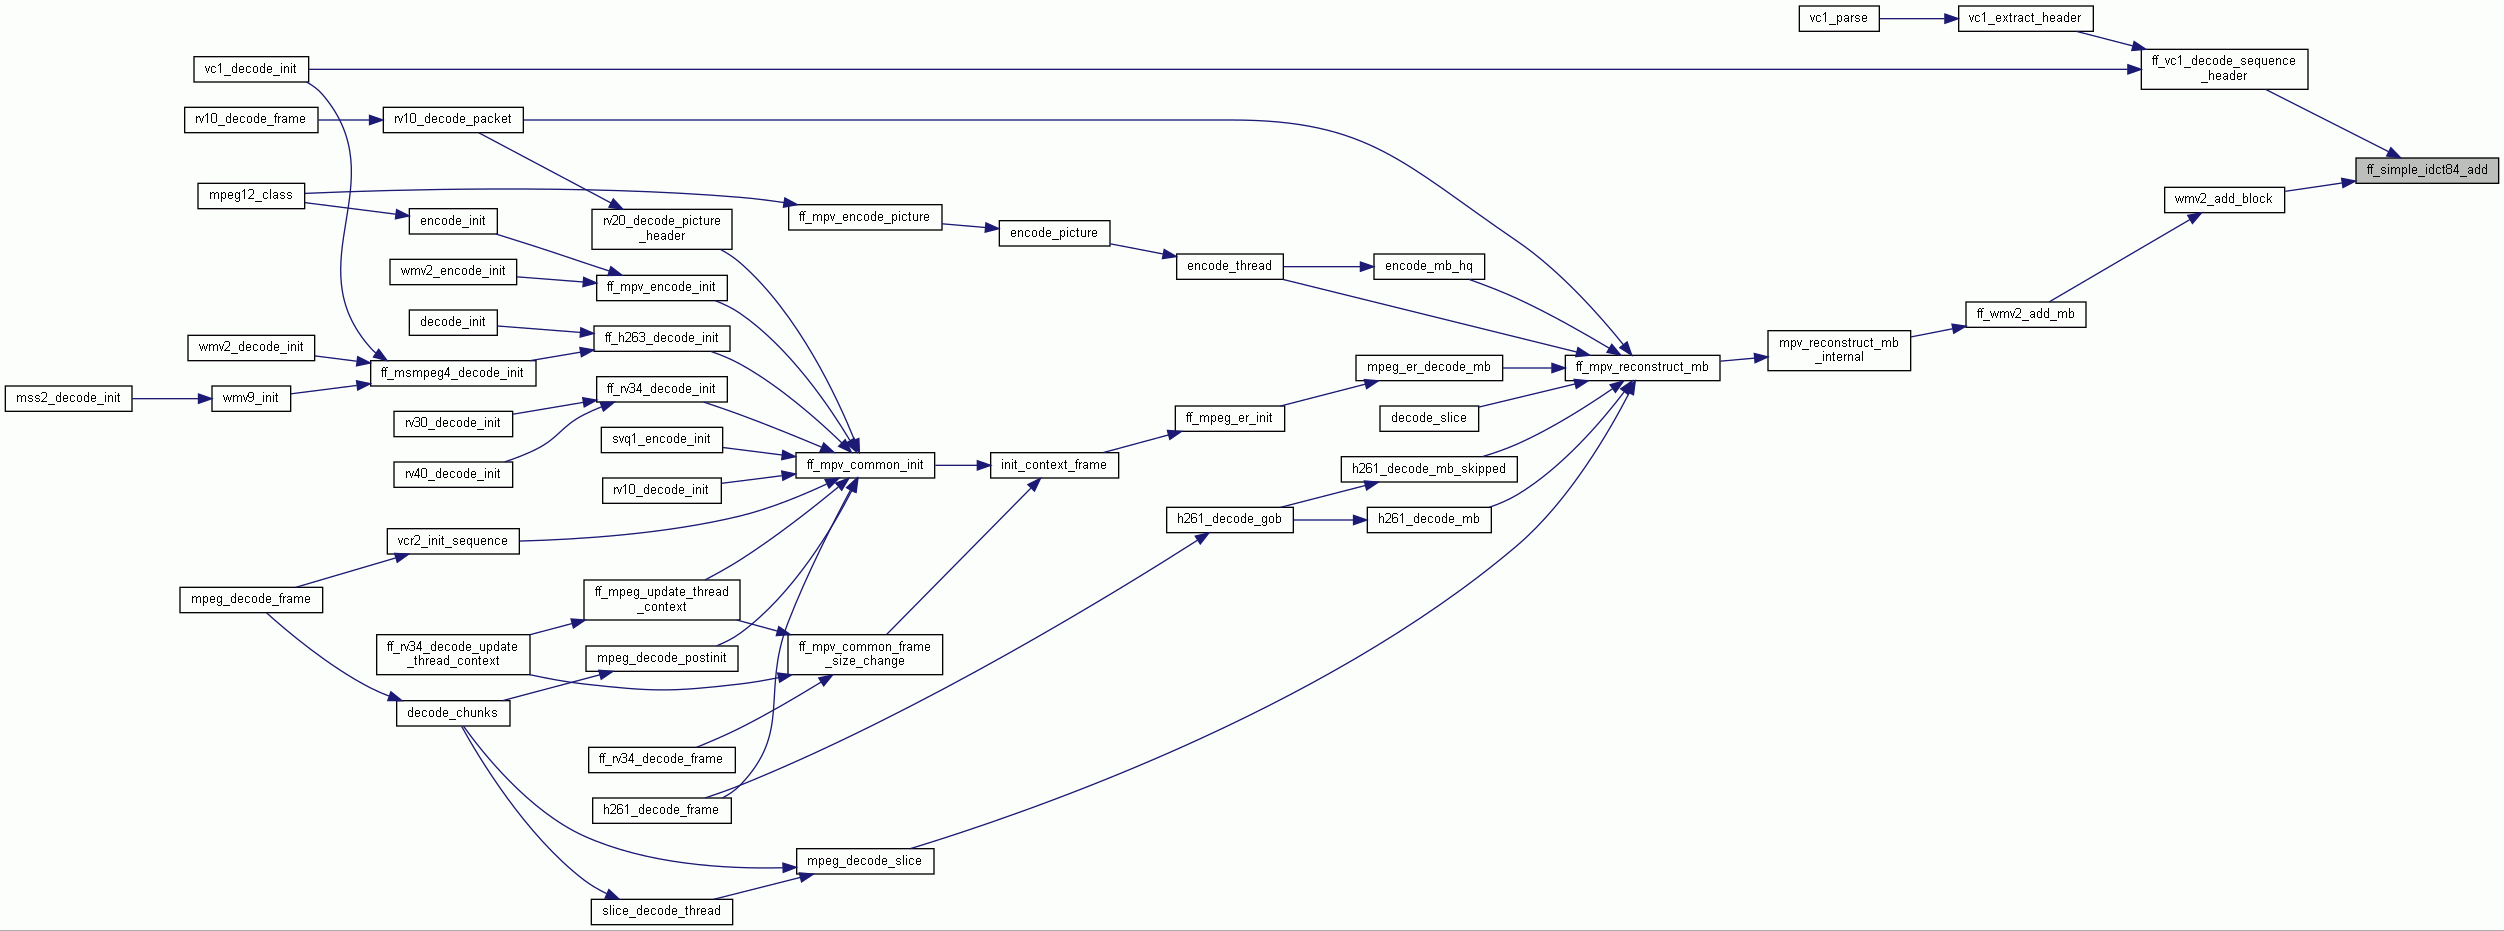 vc1_parse
vc1_extract_header
vc1_decode_init
ff_vc1_decode_sequence
_header
rv10_decode_frame
rv10_decode_packet
ff_simple_idct84_add
mpeg12_class
wmv2_add_block
encode_init
rv20_decode_picture
_header
ff_mpv_encode_picture
encode_picture
wmv2_encode_init
ff_mpv_encode_init
encode_thread
encode_mb_hq
ff_wmv2_add_mb
decode_init
ff_h263_decode_init
wmv2_decode_init
mpv_reconstruct_mb
_internal
ff_msmpeg4_decode_init
mpeg_er_decode_mb
ff_mpv_reconstruct_mb
mss2_decode_init
wmv9_init
ff_rv34_decode_init
rv30_decode_init
ff_mpeg_er_init
decode_slice
svq1_encode_init
rv40_decode_init
ff_mpv_common_init
init_context_frame
h261_decode_mb_skipped
rv10_decode_init
h261_decode_gob
h261_decode_mb
vcr2_init_sequence
mpeg_decode_frame
ff_mpeg_update_thread
_context
ff_rv34_decode_update
_thread_context
mpeg_decode_postinit
ff_mpv_common_frame
_size_change
decode_chunks
ff_rv34_decode_frame
h261_decode_frame
mpeg_decode_slice
slice_decode_thread